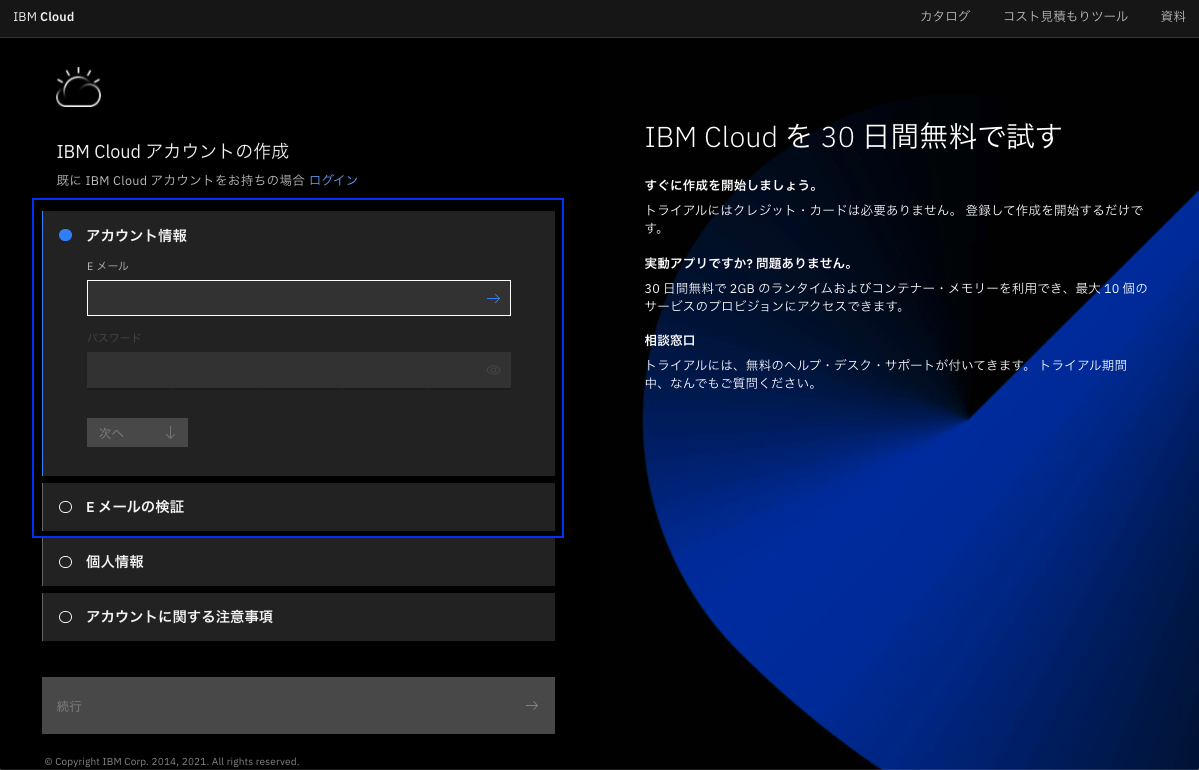 IBM Cloud
カタログ
コスト見積もりツール
資料
IBM Cloud アカウントの作成
既に IBM Cloud アカウントをお持ちの場合 ログイン
アカウント情報
E メール
パスワード
次へ
E メールの検証
個人情報
アカウントに関する注意事項
続行
© Copyright IBM Corp. 2014, 2021. All rights reserved.
IBM Cloud を 30 日間無料で試す
すぐに作成を開始しましょう。
トライアルにはクレジット・カードは必要ありません。 登録して作成を開始するだけで
す。
実動アプリですか? 問題ありません。
30 日間無料で 2GB のランタイムおよびコンテナー・メモリーを利用でき、最大 10 個の
サービスのプロビジョンにアクセスできます。
相談窓口
トライアルには、無料のヘルプ・デスク・サポートが付いてきます。 トライアル期間
中、なんでもご質問ください。